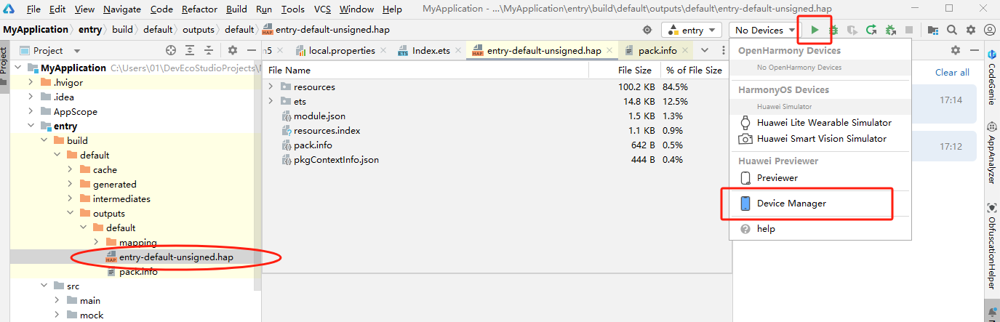 File Edit View Navigate Code Refactor Build Run Tools VCS Window Help MyApplication - ...\MyApplication\entry\build\default\outputs\default\entry-default-unsigned.hap
MyApplication entry build default outputs default entry-default-unsigned.hap entry No Devices
Project
n5 local.properties Index.ets entry-default-unsigned.hap pack.info
Project
MyApplication C:\Users\01\DevEcoStudioProjects\
.hvigor
.idea
AppScope
entry
build
default
cache
generated
intermediates
outputs
default
mapping
entry-default-unsigned.hap
pack.info
src
main
mock
File Name File Size % of File Size
resources 100.2 KB 84.5%
ets 14.8 KB 12.5%
module.json 1.5 KB 1.3%
resources.index 1.1 KB 0.9%
pack.info 642 B 0.5%
pkgContextInfo.json 444 B 0.4%
OpenHarmony Devices
No OpenHarmony Devices
HarmonyOS Devices
Huawei Simulator
Huawei Lite Wearable Simulator
Huawei Smart Vision Simulator
Huawei Previewer
Previewer
Device Manager
help
Clear all
17:14
17:12
CodeGenie
AppAnalyzer
ObfuscationHelper